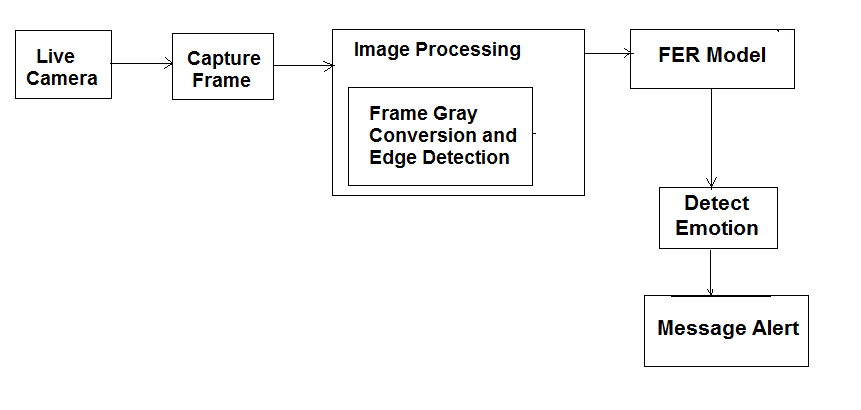 Live
Camera
Capture
Frame
Image Processing
Frame Gray
Conversion and
Edge Detection
FER Model
Detect
Emotion
Message Alert